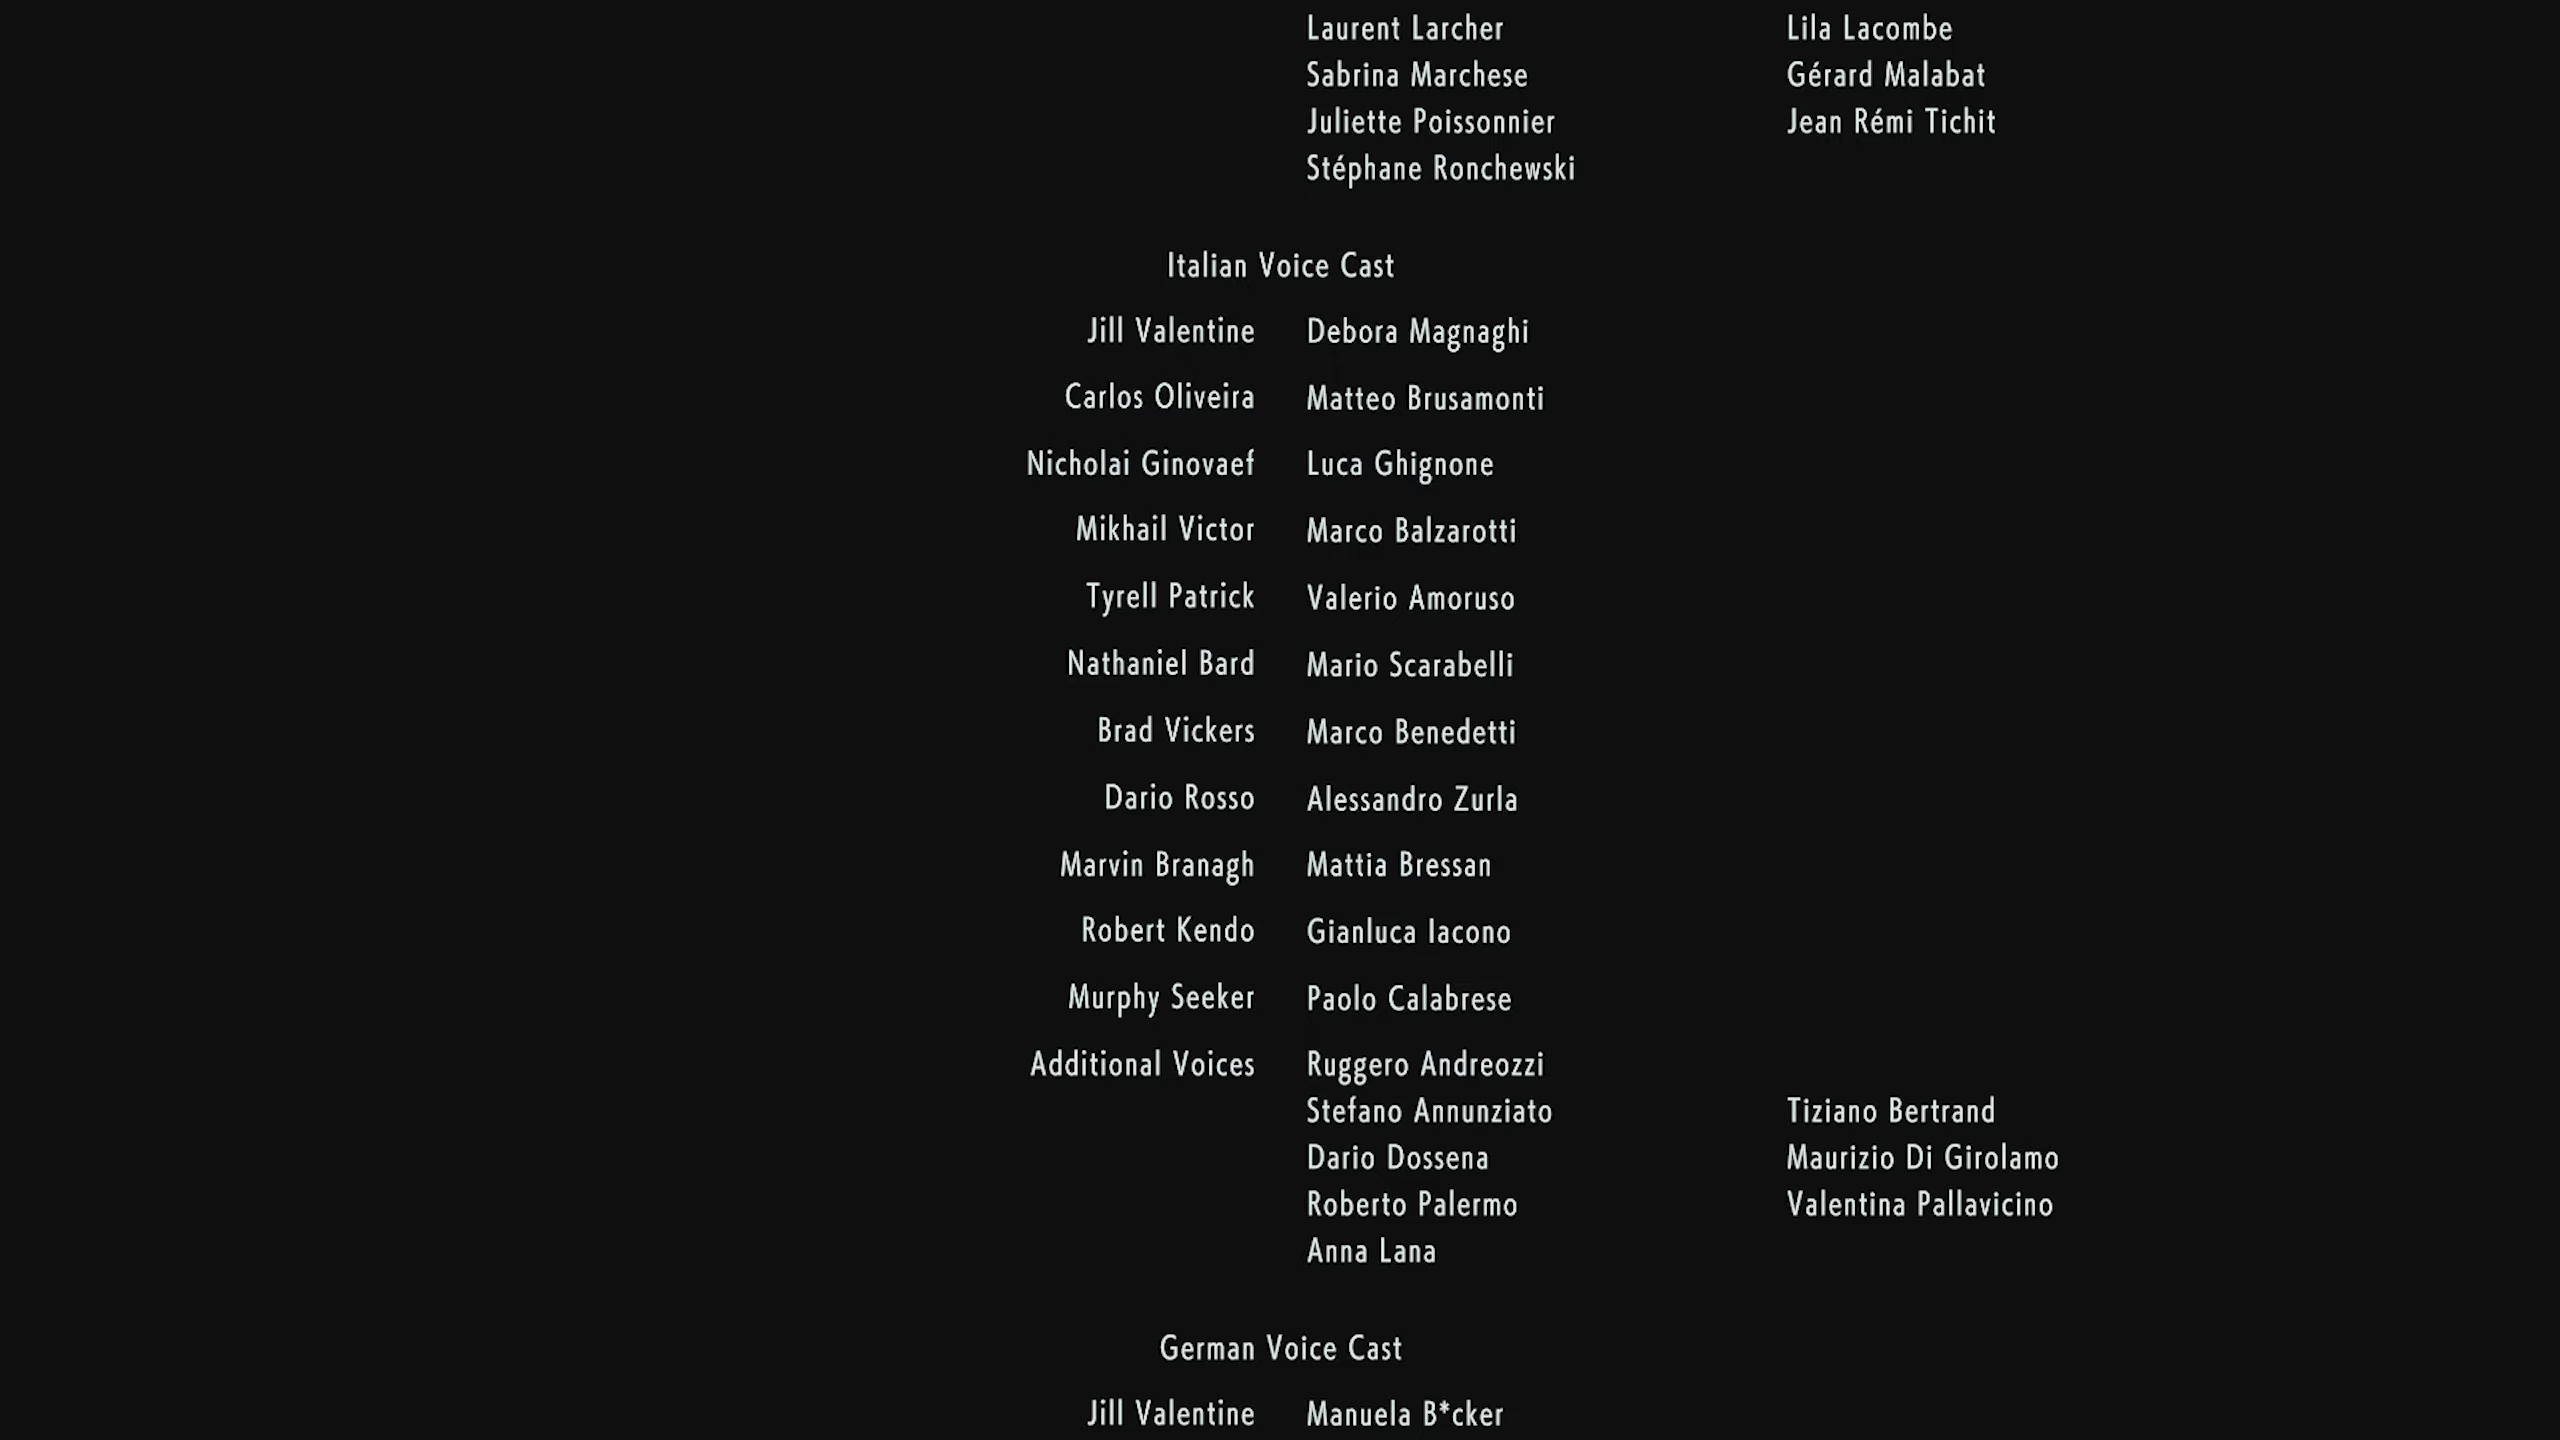 Laurent Larcher Lila Lacombe
Sabrina Marchese Gérard Malabat
Juliette Poissonnier Jean Rémi Tichit
Stéphane Ronchewski
Italian Voice Cast
Jill Valentine Debora Magnaghi
Carlos Oliveira Matteo Brusamonti
Nicholai Ginovaef Luca Ghignone
Mikhail Victor Marco Balzarotti
Tyrell Patrick Valerio Amoruso
Nathaniel Bard Mario Scarabelli
Brad Vickers Marco Benedetti
Dario Rosso Alessandro Zurla
Marvin Branagh Mattia Bressan
Robert Kendo Gianluca Iacono
Murphy Seeker Paolo Calabrese
Additional Voices Ruggero Andreozzi
Stefano Annunziato Tiziano Bertrand
Dario Dossena Maurizio Di Girolamo
Roberto Palermo Valentina Pallavicino
Anna Lana
German Voice Cast
Jill Valentine Manuela B*cker